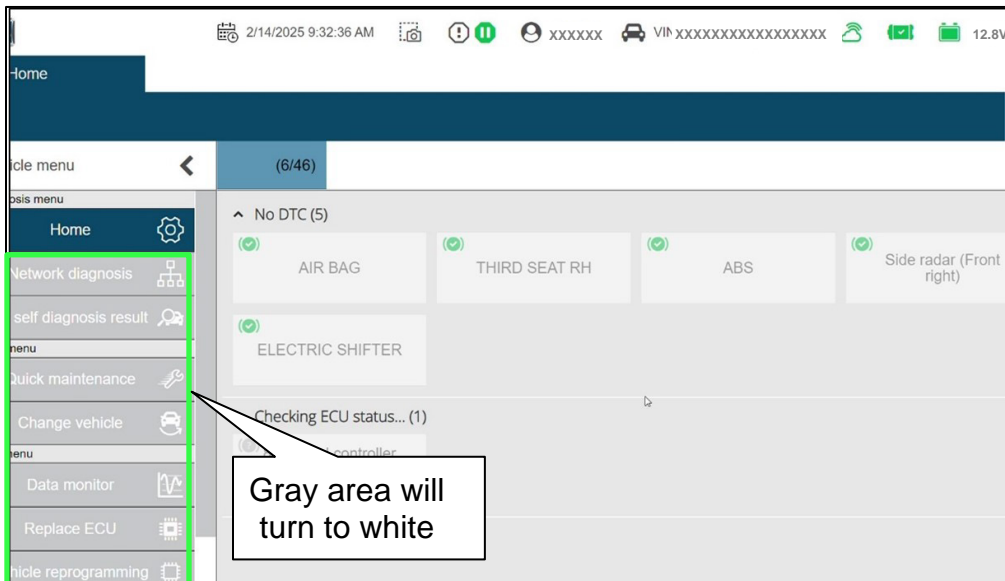 2/14/2025 9:32:36 AM xxxxxx VIN xxxxxxxxxxxxxxxxx 12.8V
Home
icle menu (6/46)
osis menu
No DTC (5)
Home
AIR BAG THIRD SEAT RH ABS Side radar (Front right)
Network diagnosis
self diagnosis result
menu
ELECTRIC SHIFTER
Quick maintenance
Change vehicle
Checking ECU status... (1)
controller
enu
Data monitor
Replace ECU
hicle reprogramming
Gray area will
turn to white